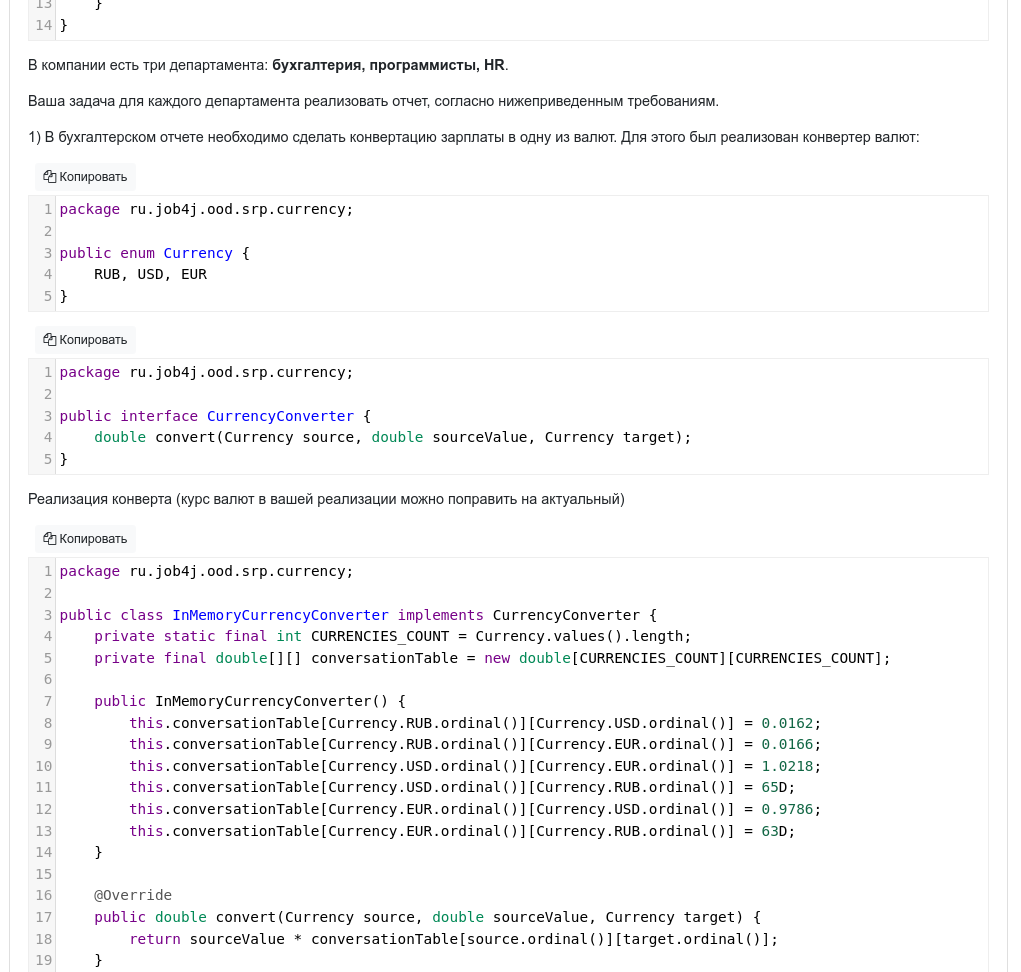 13     }
14 }
В компании есть три департамента: бухгалтерия, программисты, HR.
Ваша задача для каждого департамента реализовать отчет, согласно нижеприведенным требованиям.
1) В бухгалтерском отчете необходимо сделать конвертацию зарплаты в одну из валют. Для этого был реализован конвертер валют:
Копировать
1 package ru.job4j.ood.srp.currency;
2
3 public enum Currency {
4     RUB, USD, EUR
5 }
Копировать
1 package ru.job4j.ood.srp.currency;
2
3 public interface CurrencyConverter {
4     double convert(Currency source, double sourceValue, Currency target);
5 }
Реализация конверта (курс валют в вашей реализации можно поправить на актуальный)
Копировать
1 package ru.job4j.ood.srp.currency;
2
3 public class InMemoryCurrencyConverter implements CurrencyConverter {
4     private static final int CURRENCIES_COUNT = Currency.values().length;
5     private final double[][] conversationTable = new double[CURRENCIES_COUNT][CURRENCIES_COUNT];
6
7     public InMemoryCurrencyConverter() {
8         this.conversationTable[Currency.RUB.ordinal()][Currency.USD.ordinal()] = 0.0162;
9         this.conversationTable[Currency.RUB.ordinal()][Currency.EUR.ordinal()] = 0.0166;
10         this.conversationTable[Currency.USD.ordinal()][Currency.EUR.ordinal()] = 1.0218;
11         this.conversationTable[Currency.USD.ordinal()][Currency.RUB.ordinal()] = 65D;
12         this.conversationTable[Currency.EUR.ordinal()][Currency.USD.ordinal()] = 0.9786;
13         this.conversationTable[Currency.EUR.ordinal()][Currency.RUB.ordinal()] = 63D;
14     }
15
16     @Override
17     public double convert(Currency source, double sourceValue, Currency target) {
18         return sourceValue * conversationTable[source.ordinal()][target.ordinal()];
19     }